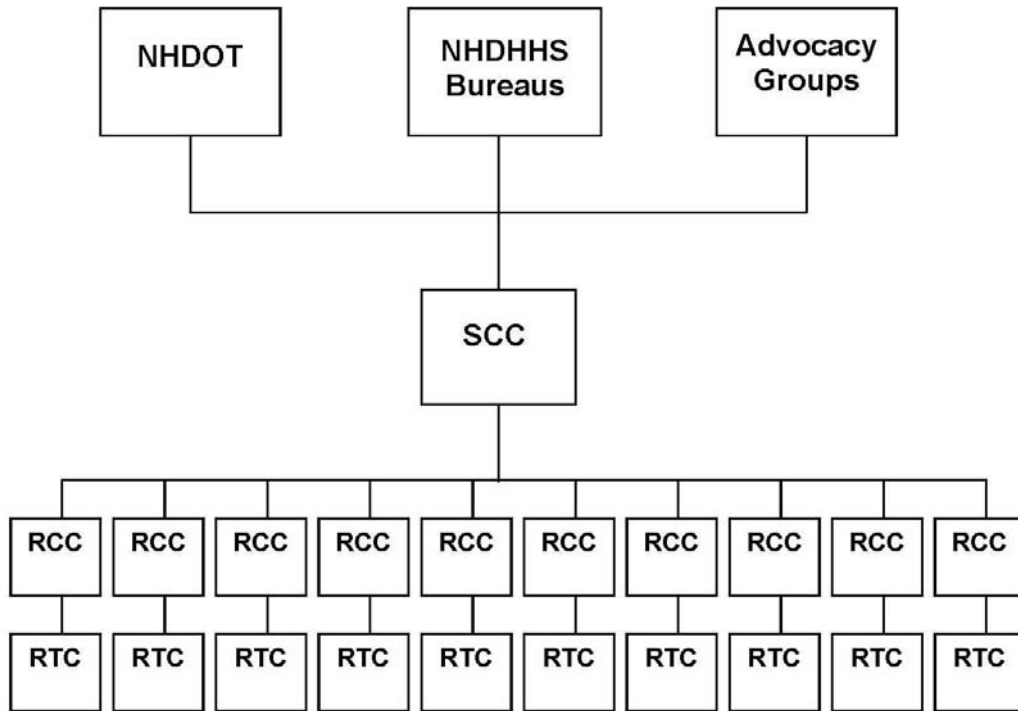 NHDOT
NHDHHS
Bureaus
Advocacy
Groups
SCC
RCC RCC RCC RCC RCC RCC RCC RCC RCC RCC
RTC RTC RTC RTC RTC RTC RTC RTC RTC RTC